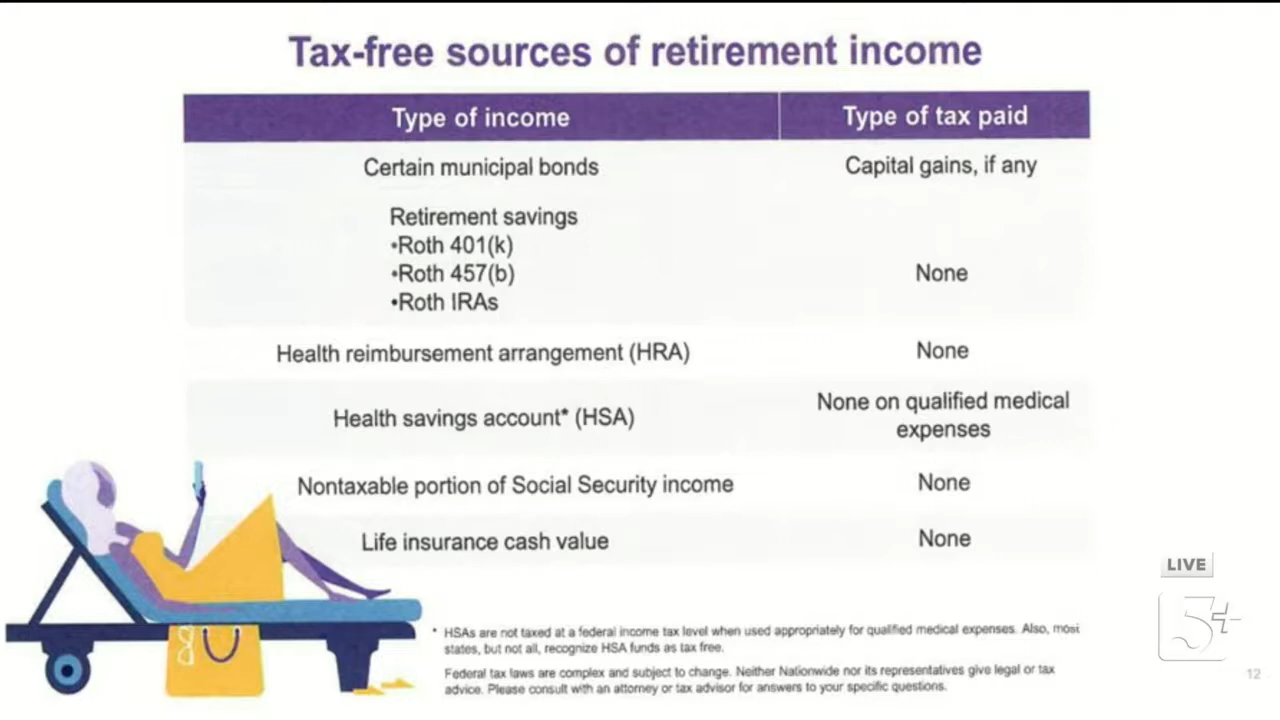 Tax-free sources of retirement income
Type of income
Type of tax paid
Certain municipal bonds
Capital gains, if any
Retirement savings
•Roth 401(k)
•Roth 457(b)
•Roth IRAs
None
Health reimbursement arrangement (HRA)
None
Health savings account* (HSA)
None on qualified medical
expenses
Nontaxable portion of Social Security income
None
Life insurance cash value
None
* HSAs are not taxed at a federal income tax level when used appropriately for qualified medical expenses. Also, most
states, but not all, recognize HSA funds as tax free.
Federal tax laws are complex and subject to change. Neither Nationwide nor its representatives give legal or tax
advice. Please consult with an attorney or tax advisor for answers to your specific questions.
LIVE
5+
12